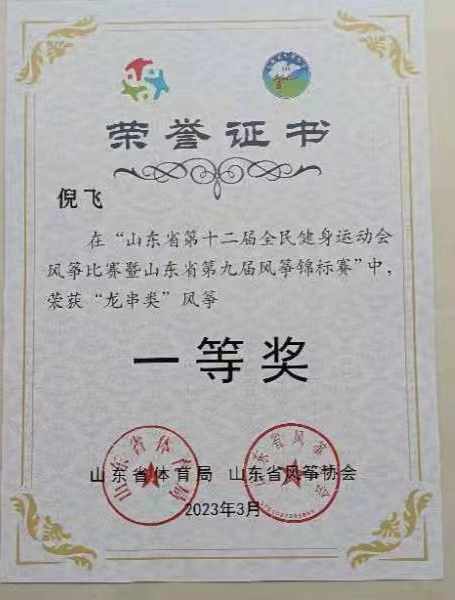 荣誉证书
倪飞
在“山东省第十二届全民健身运动会
风筝比赛暨山东省第九届风筝锦标赛”中，
荣获“龙串类”风筝
一等奖
山东省体育局 山东省风筝协会
2023年3月